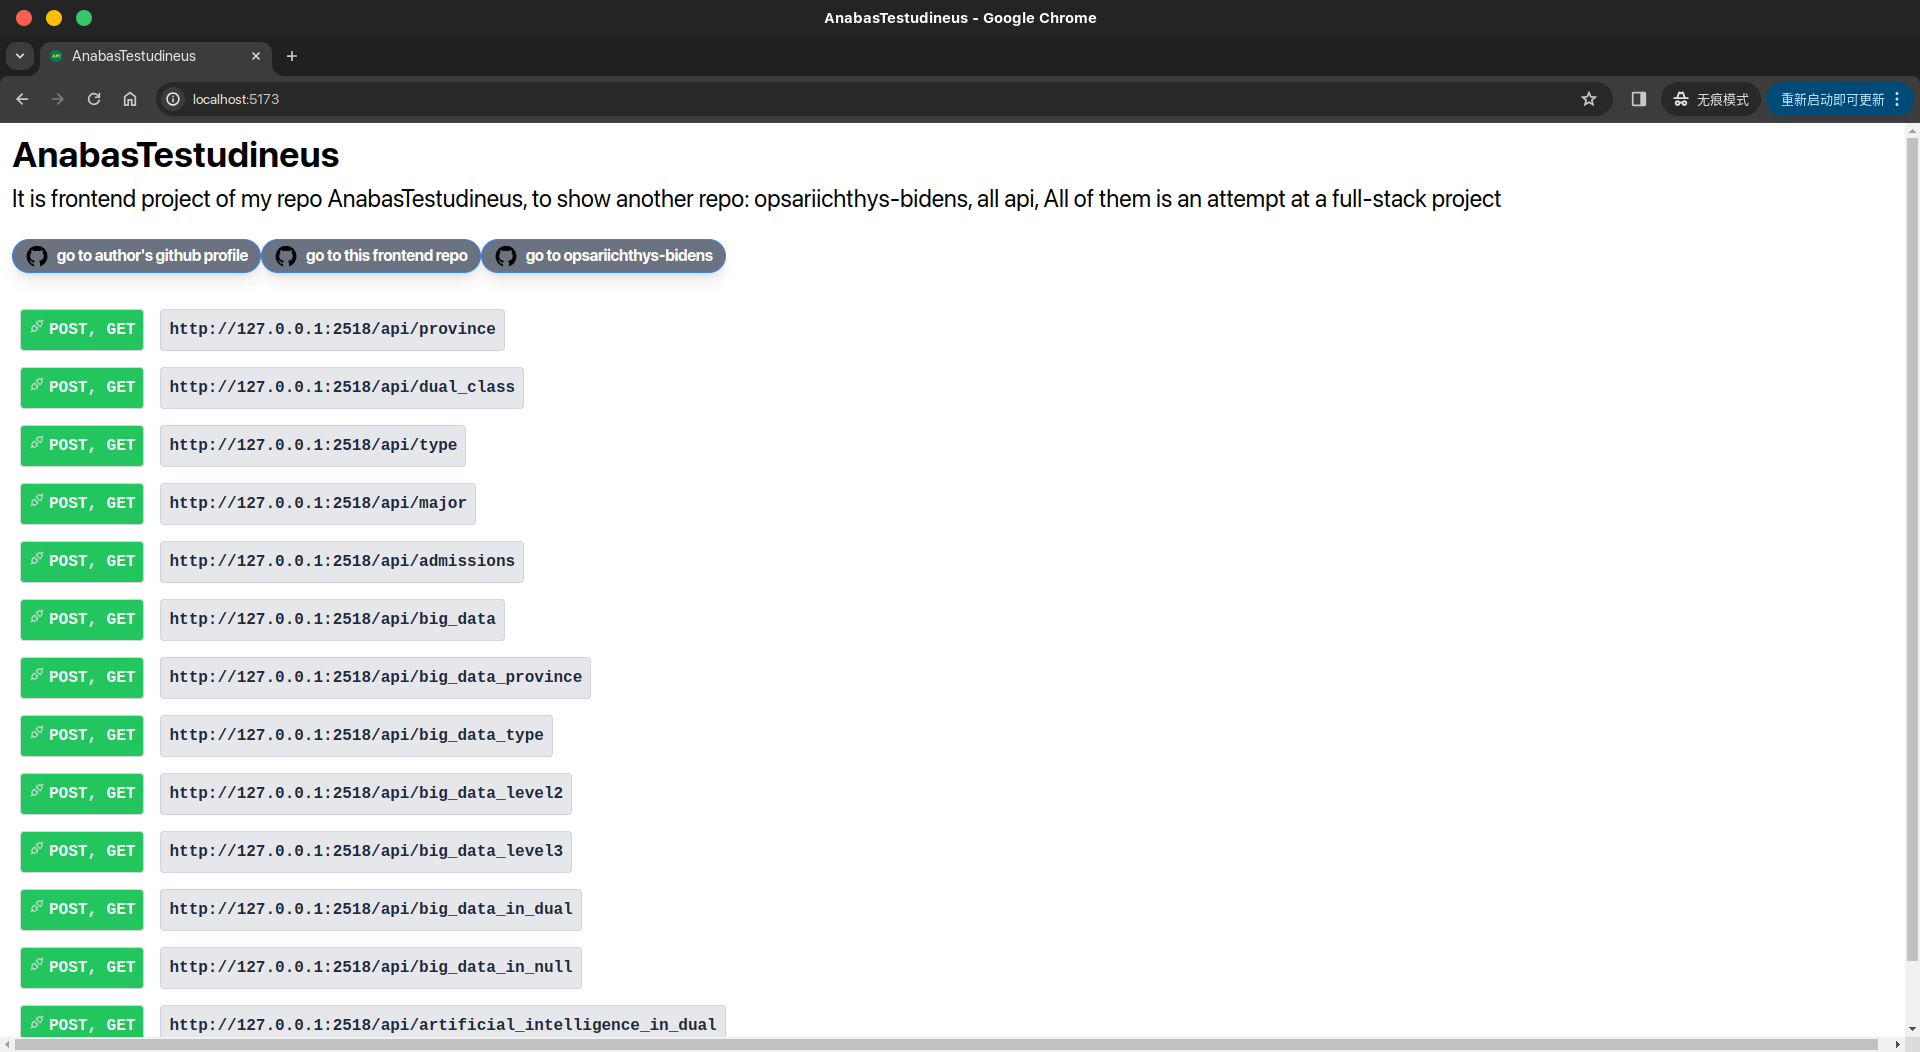 AnabasTestudineus - Google Chrome
AnabasTestudineus
localhost:5173
无痕模式
重新启动即可更新
AnabasTestudineus
It is frontend project of my repo AnabasTestudineus, to show another repo: opsariichthys-bidens, all api, All of them is an attempt at a full-stack project
go to author's github profile go to this frontend repo go to opsariichthys-bidens
POST, GET http://127.0.0.1:2518/api/province
POST, GET http://127.0.0.1:2518/api/dual_class
POST, GET http://127.0.0.1:2518/api/type
POST, GET http://127.0.0.1:2518/api/major
POST, GET http://127.0.0.1:2518/api/admissions
POST, GET http://127.0.0.1:2518/api/big_data
POST, GET http://127.0.0.1:2518/api/big_data_province
POST, GET http://127.0.0.1:2518/api/big_data_type
POST, GET http://127.0.0.1:2518/api/big_data_level2
POST, GET http://127.0.0.1:2518/api/big_data_level3
POST, GET http://127.0.0.1:2518/api/big_data_in_dual
POST, GET http://127.0.0.1:2518/api/big_data_in_null
POST, GET http://127.0.0.1:2518/api/artificial_intelligence_in_dual